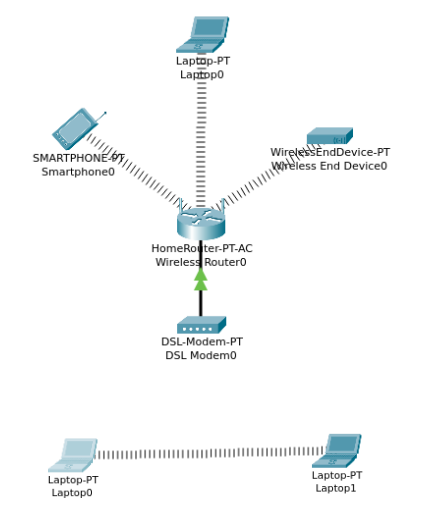 Laptop-PT
Laptop0
SMARTPHONE-PT
Smartphone0
WirelessEndDevice-PT
Wireless End Device0
HomeRouter-PT-AC
Wireless Router0
DSL-Modem-PT
DSL Modem0
Laptop-PT
Laptop0
Laptop-PT
Laptop1